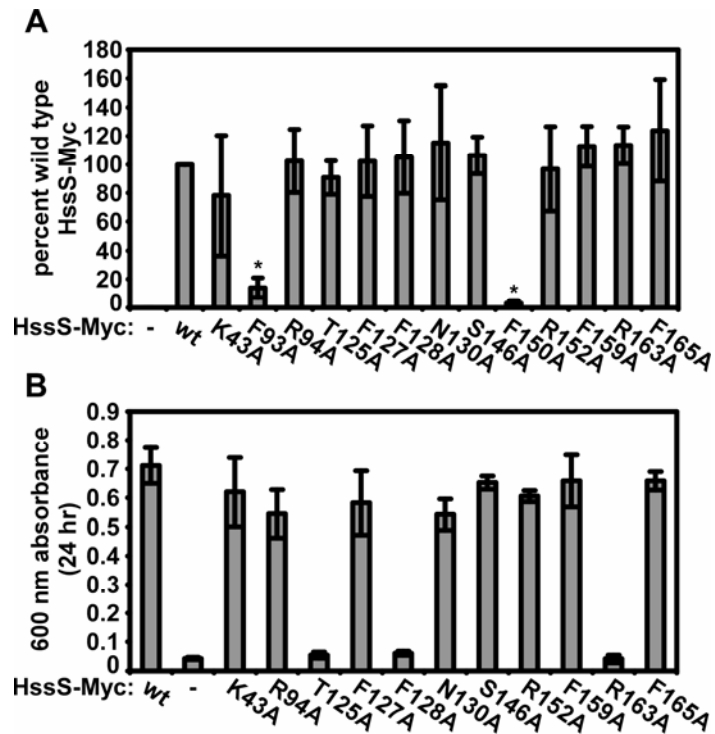 A
percent wild type
HssS-Myc
180
160
140
120
100
80
60
40
20
0
* *
HssS-Myc: - wt K43A F93A R94A T125A F127A F128A N130A S146A F150A R152A F159A R163A F165A
B
600 nm absorbance
(24 hr)
0.9
0.8
0.7
0.6
0.5
0.4
0.3
0.2
0.1
0
HssS-Myc: wt - K43A R94A T125A F127A F128A N130A S146A R152A F159A R163A F165A